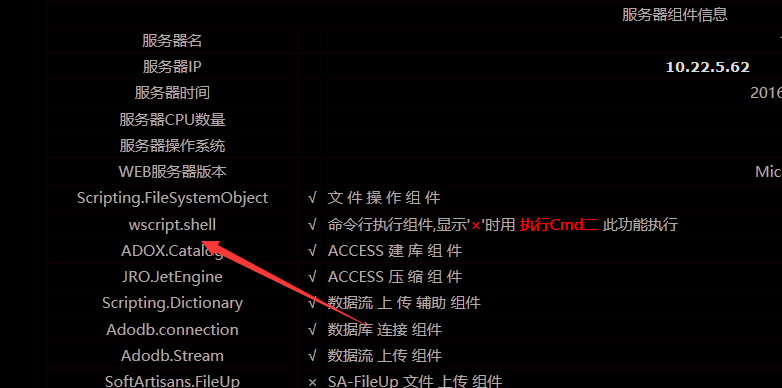 服务器组件信息
服务器名
服务器IP 10.22.5.62
服务器时间 2016
服务器CPU数量
服务器操作系统
WEB服务器版本 Mic
Scripting.FileSystemObject √ 文 件 操 作 组 件
wscript.shell √ 命令行执行组件,显示'×'时用 执行Cmd二 此功能执行
ADOX.Catalog √ ACCESS 建 库 组 件
JRO.JetEngine √ ACCESS 压 缩 组 件
Scripting.Dictionary √ 数据流 上 传 辅助 组件
Adodb.connection √ 数据库 连接 组件
Adodb.Stream √ 数据流 上传 组件
SoftArtisans.FileUp × SA-FileUp 文件 上传 组件